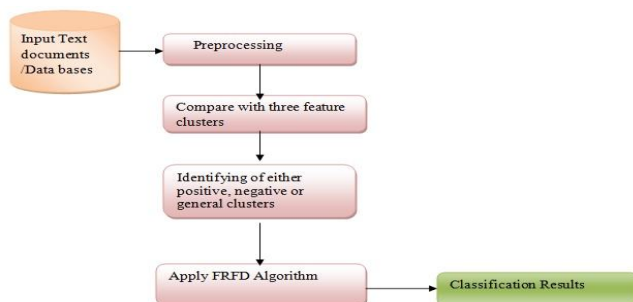 Input Text
documents
/Data bases
Preprocessing
Compare with three feature
clusters
Identifying of either
positive, negative or
general clusters
Apply FRFD Algorithm
Classification Results